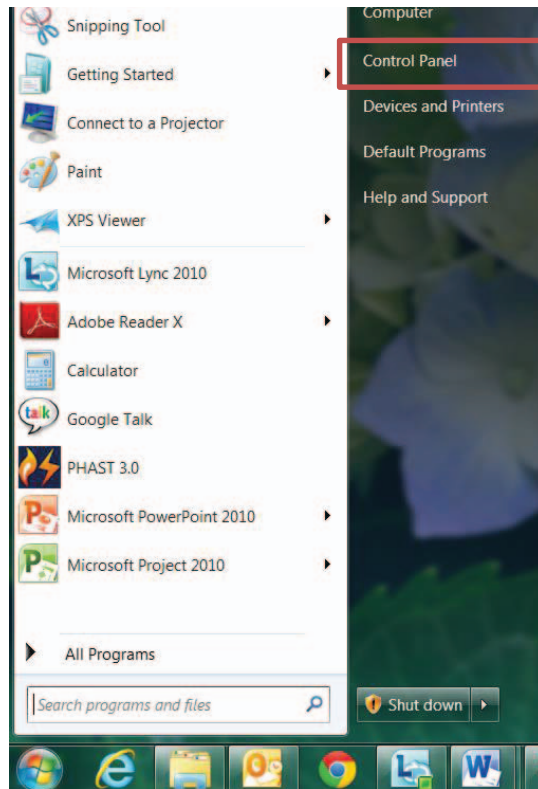 Snipping Tool
Getting Started
Connect to a Projector
Paint
XPS Viewer
Microsoft Lync 2010
Adobe Reader X
Calculator
talk
Google Talk
PHAST 3.0
Microsoft PowerPoint 2010
Microsoft Project 2010
All Programs
Search programs and files
Computer
Control Panel
Devices and Printers
Default Programs
Help and Support
Shut down